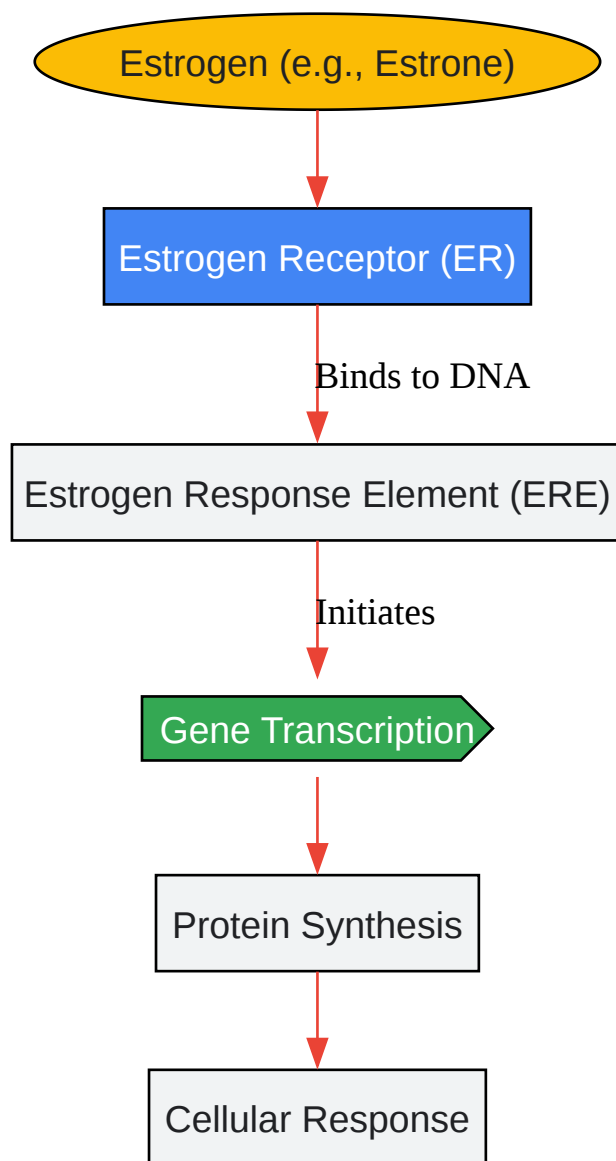 Estrogen (e.g., Estrone)
Estrogen Receptor (ER)
Binds to DNA
Estrogen Response Element (ERE)
Initiates
Gene Transcription
Protein Synthesis
Cellular Response